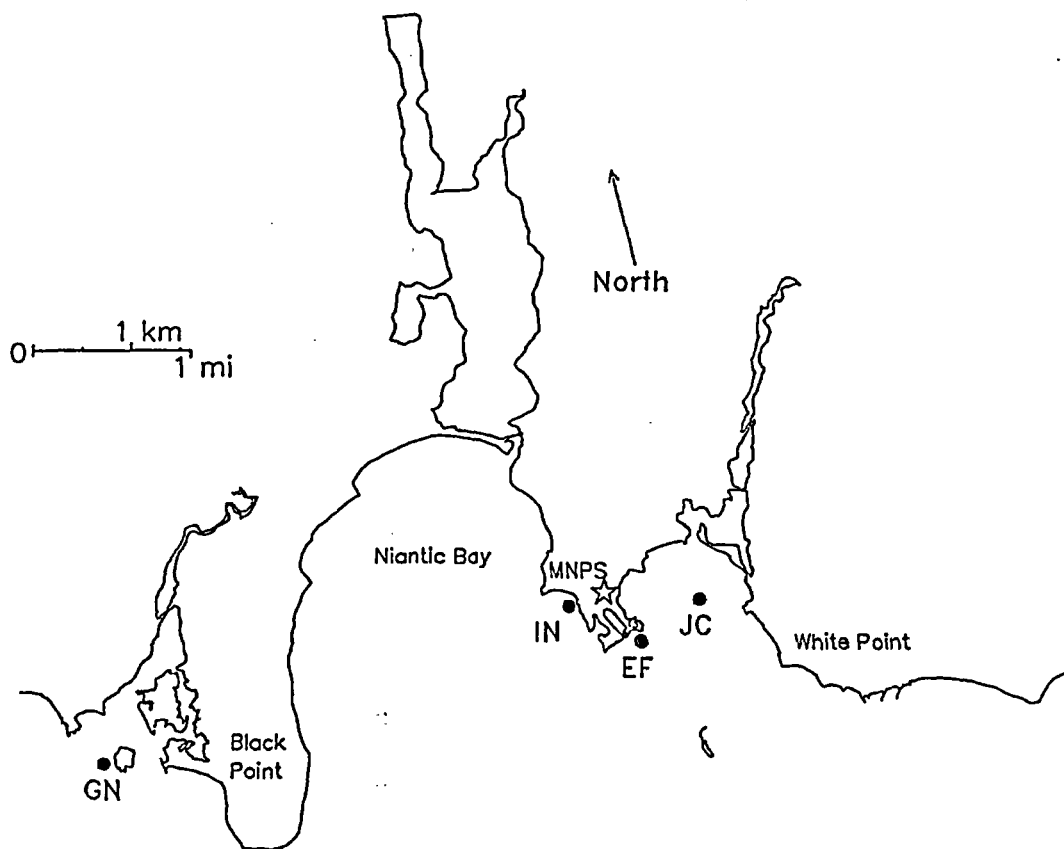 North
1 km
0
1 mi
Niantic Bay
MNPS
IN
JC
EF
White Point
Black
Point
GN